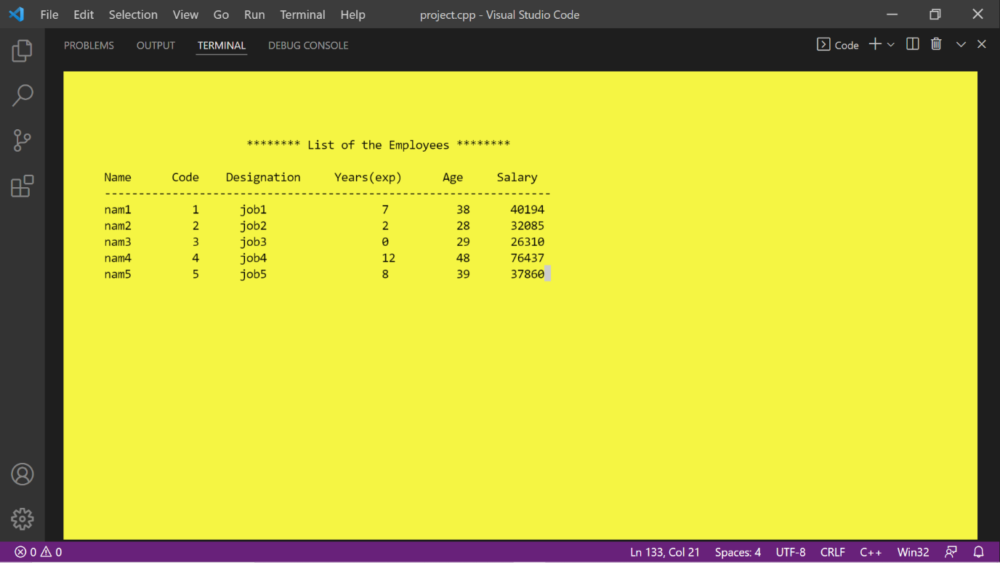 File Edit Selection View Go Run Terminal Help project.cpp - Visual Studio Code
PROBLEMS OUTPUT TERMINAL DEBUG CONSOLE Code
******** List of the Employees ********
Name Code Designation Years(exp) Age Salary
------------------------------------------------------------------
nam1 1 job1 7 38 40194
nam2 2 job2 2 28 32085
nam3 3 job3 0 29 26310
nam4 4 job4 12 48 76437
nam5 5 job5 8 39 37860
0 0 Ln 133, Col 21 Spaces: 4 UTF-8 CRLF C++ Win32